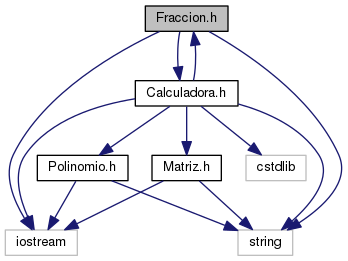 Fraccion.h
Calculadora.h
Polinomio.h
Matriz.h
cstdlib
iostream
string